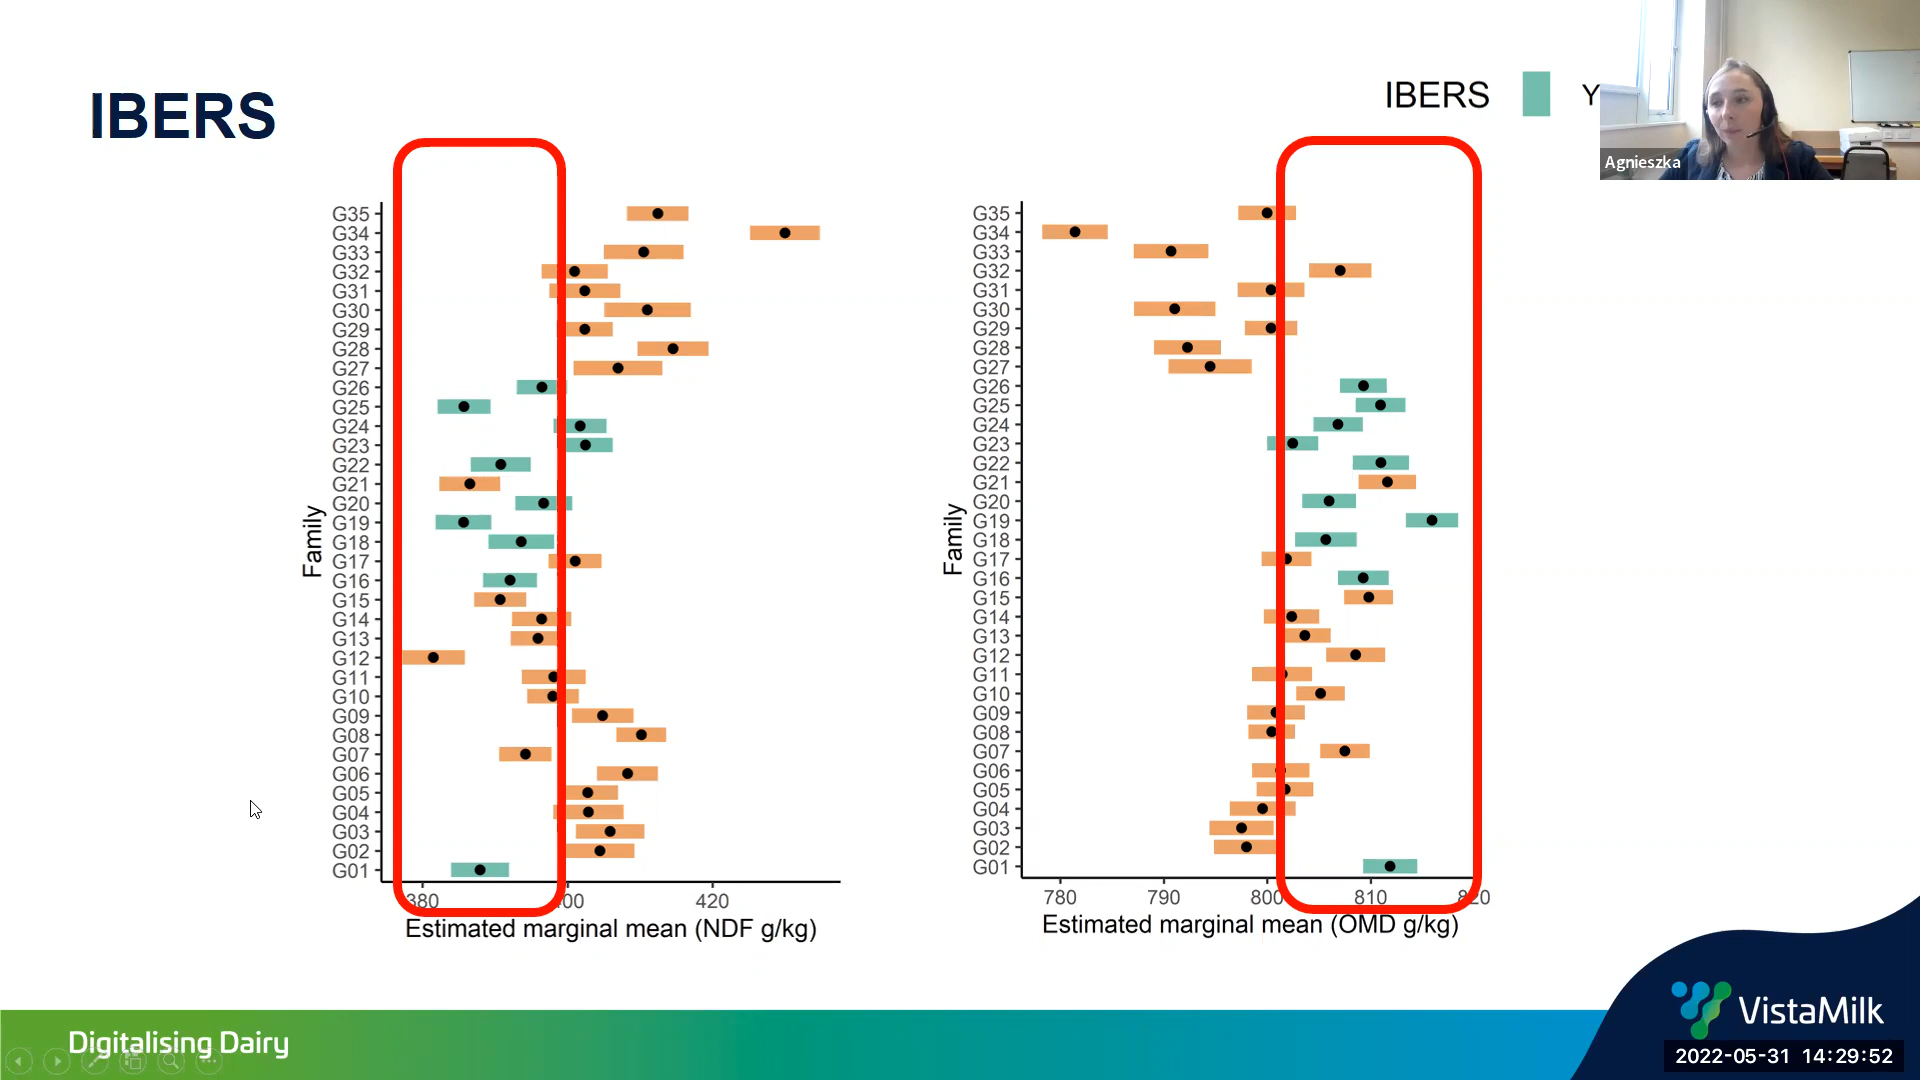 IBERS
IBERS Y
Agnieszka
G35
G34
G33
G32
G31
G30
G29
G28
G27
G26
G25
G24
G23
G22
G21
G20
G19
G18
G17
G16
G15
G14
G13
G12
G11
G10
G09
G08
G07
G06
G05
G04
G03
G02
G01
Family
380 400 420
Estimated marginal mean (NDF g/kg)
G35
G34
G33
G32
G31
G30
G29
G28
G27
G26
G25
G24
G23
G22
G21
G20
G19
G18
G17
G16
G15
G14
G13
G12
G11
G10
G09
G08
G07
G06
G05
G04
G03
G02
G01
Family
780 790 800 810 820
Estimated marginal mean (OMD g/kg)
Digitalising Dairy
VistaMilk
2022-05-31 14:29:52